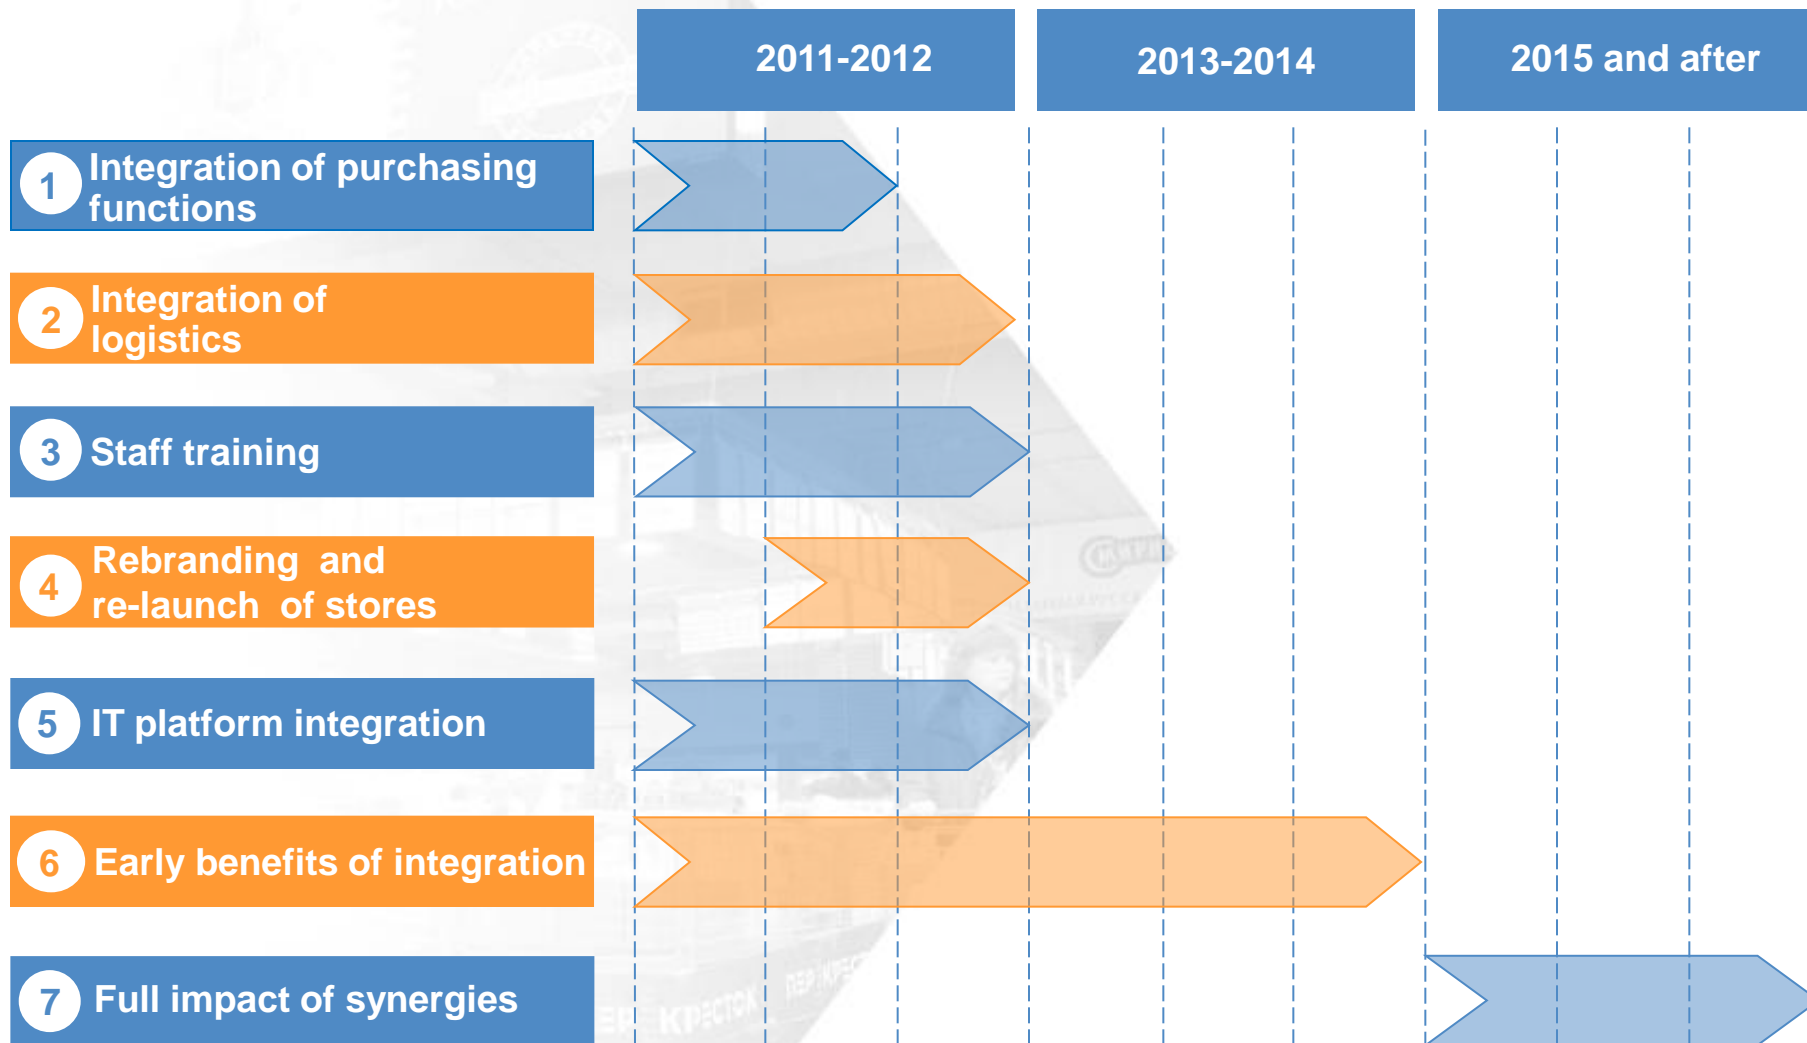 2011-2012
2013-2014
2015 and after
1
Integration of purchasing
functions
2
Integration of
logistics
3
Staff training
4
Rebranding and
re-launch of stores
5
IT platform integration
6
Early benefits of integration
7
Full impact of synergies